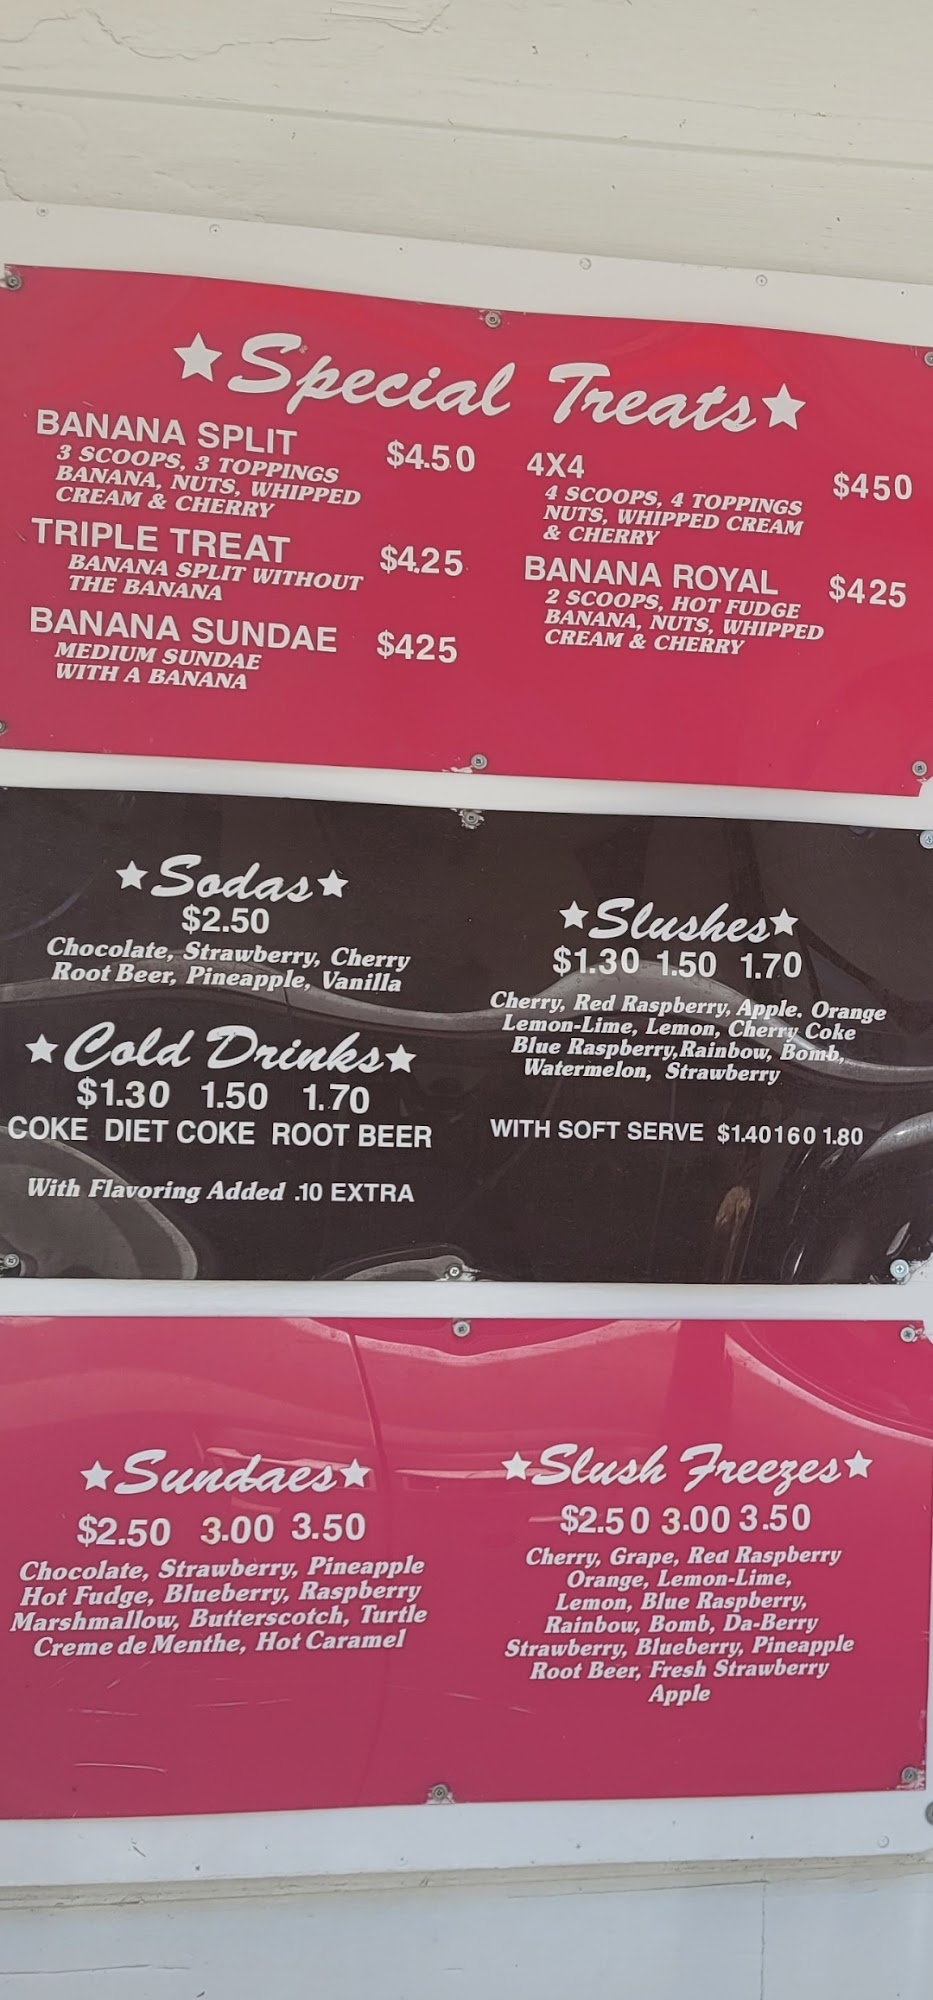 Special Treats
BANANA SPLIT $4.50
3 SCOOPS, 3 TOPPINGS
BANANA, NUTS, WHIPPED
CREAM & CHERRY
TRIPLE TREAT $4.25
BANANA SPLIT WITHOUT
THE BANANA
BANANA SUNDAE $425
MEDIUM SUNDAE
WITH A BANANA
4X4 $450
4 SCOOPS, 4 TOPPINGS
NUTS, WHIPPED CREAM
& CHERRY
BANANA ROYAL $425
2 SCOOPS, HOT FUDGE
BANANA, NUTS, WHIPPED
CREAM & CHERRY
Sodas
$2.50
Chocolate, Strawberry, Cherry
Root Beer, Pineapple, Vanilla
Cold Drinks
$1.30 1.50 1.70
COKE DIET COKE ROOT BEER
With Flavoring Added .10 EXTRA
Slushes
$1.30 1.50 1.70
Cherry, Red Raspberry, Apple. Orange
Lemon-Lime, Lemon, Cherry Coke
Blue Raspberry, Rainbow, Bomb,
Watermelon, Strawberry
WITH SOFT SERVE $1.40 160 1.80
Sundaes
$2.50 3.00 3.50
Chocolate, Strawberry, Pineapple
Hot Fudge, Blueberry, Raspberry
Marshmallow, Butterscotch, Turtle
Creme de Menthe, Hot Caramel
Slush Freezes
$2.50 3.00 3.50
Cherry, Grape, Red Raspberry
Orange, Lemon-Lime,
Lemon, Blue Raspberry,
Rainbow, Bomb, Da-Berry
Strawberry, Blueberry, Pineapple
Root Beer, Fresh Strawberry
Apple